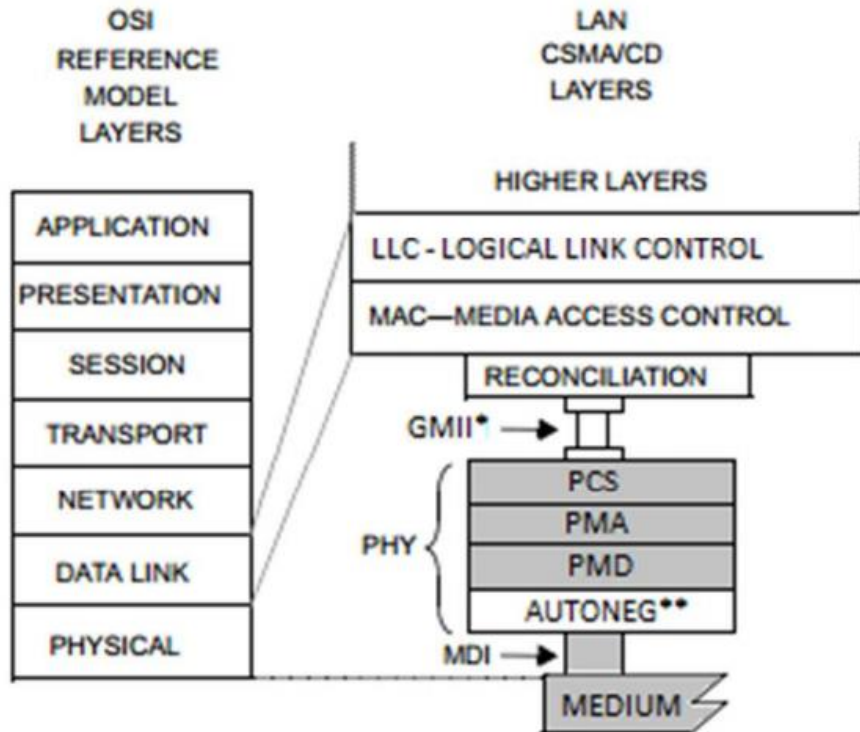 OSI
REFERENCE
MODEL
LAYERS
APPLICATION
PRESENTATION
SESSION
TRANSPORT
NETWORK
DATA LINK
PHYSICAL
LAN
CSMA/CD
LAYERS
HIGHER LAYERS
LLC - LOGICAL LINK CONTROL
MAC—MEDIA ACCESS CONTROL
RECONCILIATION
GMII*
PCS
PMA
PHY
PMD
AUTONEG**
MDI
MEDIUM